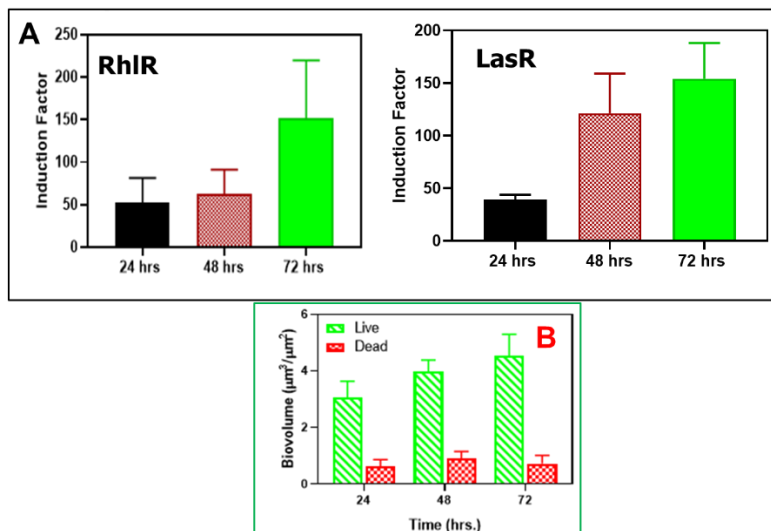 A
RhlR
Induction Factor
250
200
150
100
50
0
24 hrs 48 hrs 72 hrs
LasR
Induction Factor
200
150
100
50
0
24 hrs 48 hrs 72 hrs
B
Live
Dead
Biovolume (µm³/µm²)
6
4
2
0
24 48 72
Time (hrs.)